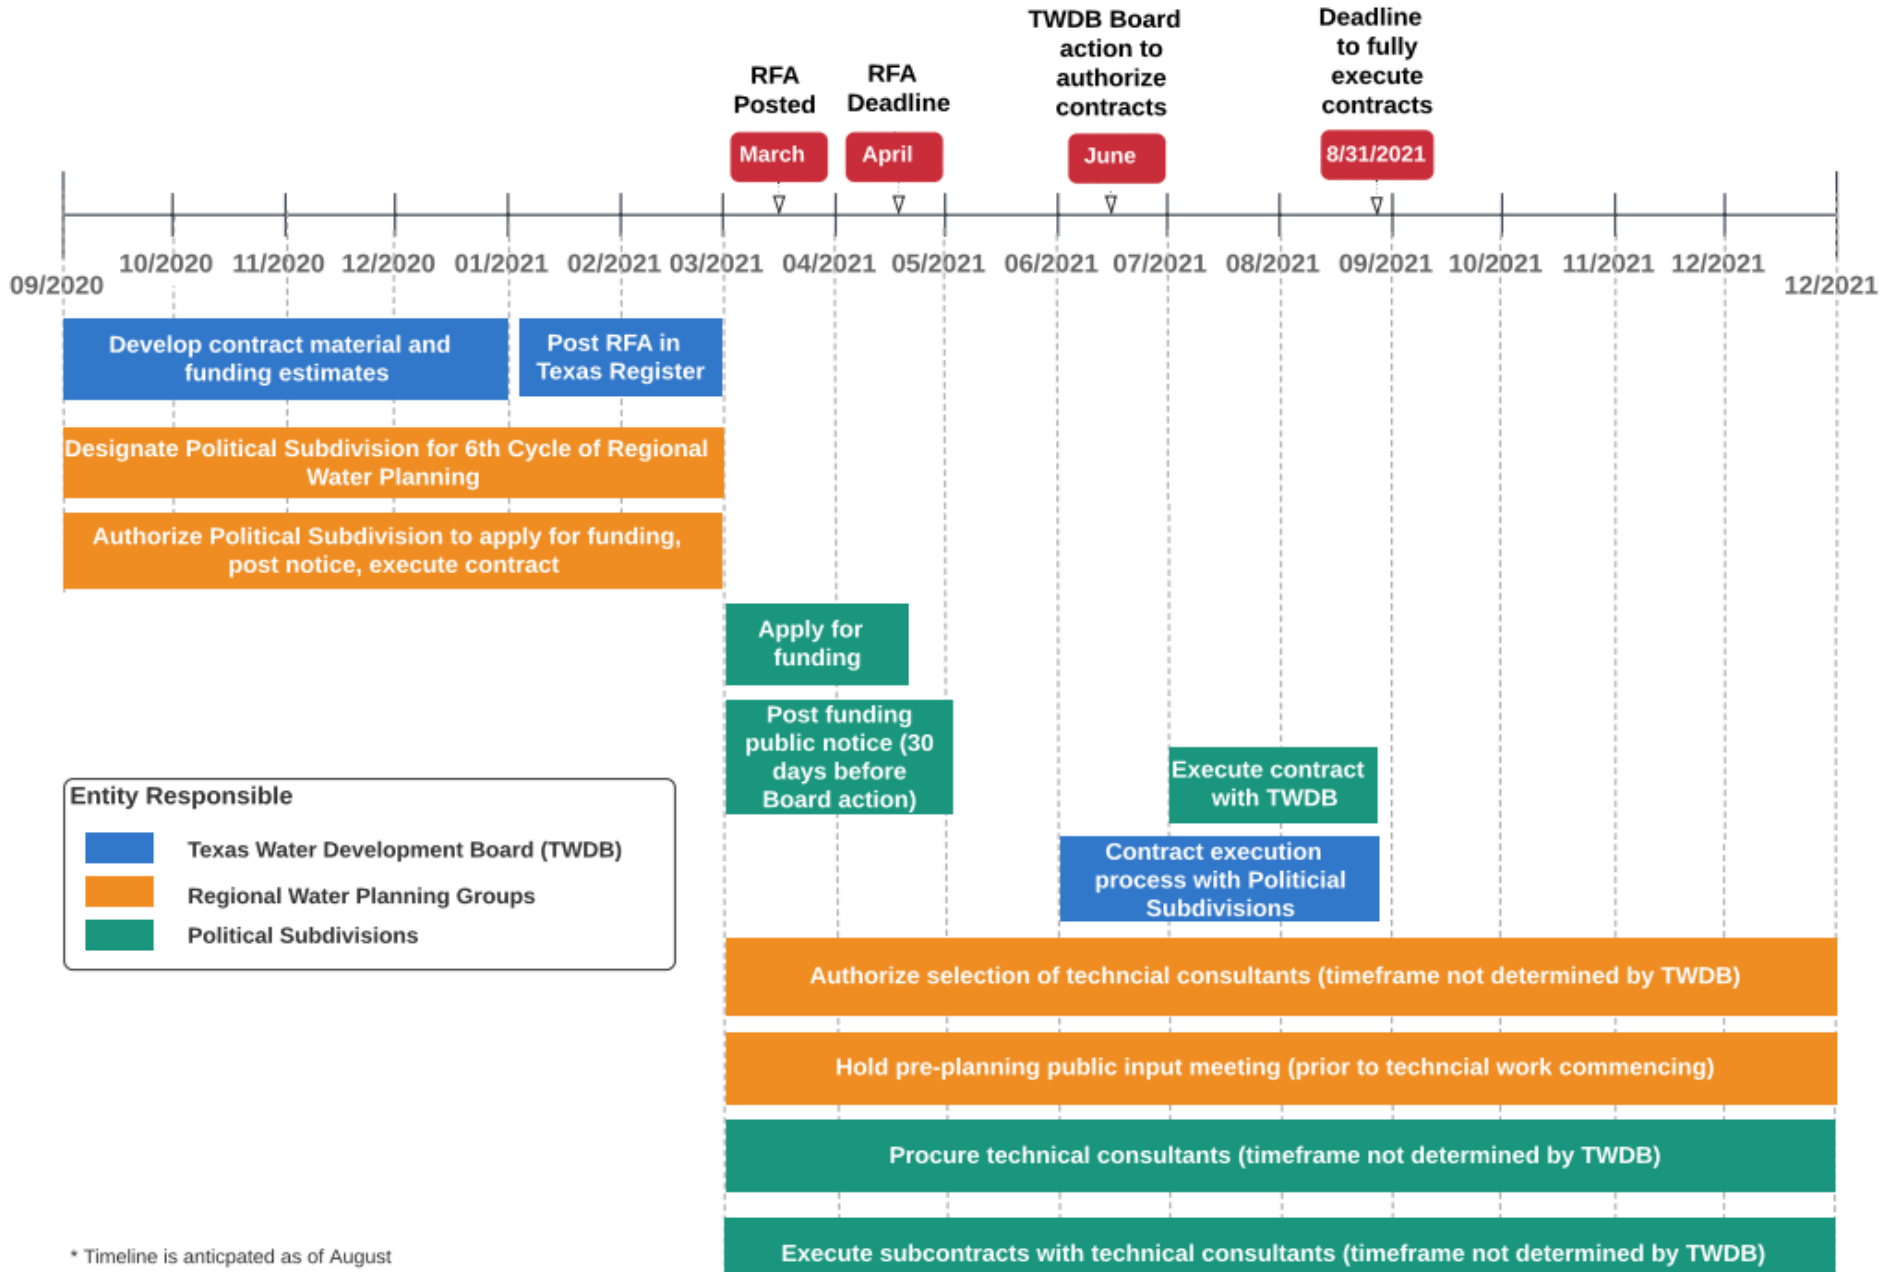 RFA
Posted
RFA
Deadline
TWDB Board
action to
authorize
contracts
Deadline
to fully
execute
contracts
March
April
June
8/31/2021
09/2020
10/2020
11/2020
12/2020
01/2021
02/2021
03/2021
04/2021
05/2021
06/2021
07/2021
08/2021
09/2021
10/2021
11/2021
12/2021
12/2021
Develop contract material and
funding estimates
Post RFA in
Texas Register
Designate Political Subdivision for 6th Cycle of Regional
Water Planning
Authorize Political Subdivision to apply for funding,
post notice, execute contract
Apply for
funding
Post funding
public notice (30
days before
Board action)
Execute contract
with TWDB
Contract execution
process with Politicial
Subdivisions
Entity Responsible
Texas Water Development Board (TWDB)
Regional Water Planning Groups
Political Subdivisions
Authorize selection of techncial consultants (timeframe not determined by TWDB)
Hold pre-planning public input meeting (prior to techncial work commencing)
Procure technical consultants (timeframe not determined by TWDB)
Execute subcontracts with technical consultants (timeframe not determined by TWDB)
* Timeline is anticpated as of August